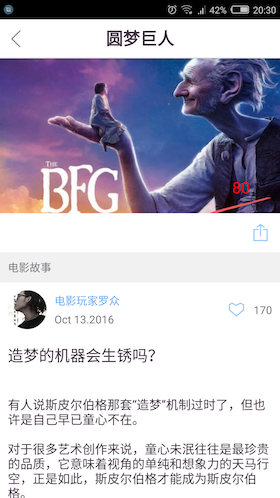 42% 20:30
圆梦巨人
THE
BFG
80
电影故事
电影玩家罗众
Oct 13.2016
170
造梦的机器会生锈吗？
有人说斯皮尔伯格那套“造梦”机制过时了，但也
许是自己早已童心不在。
对于很多艺术创作来说，童心未泯往往是最珍贵
的品质，它意味着视角的单纯和想象力的天马行
空，正是如此，斯皮尔伯格才能成为斯皮尔伯
格。